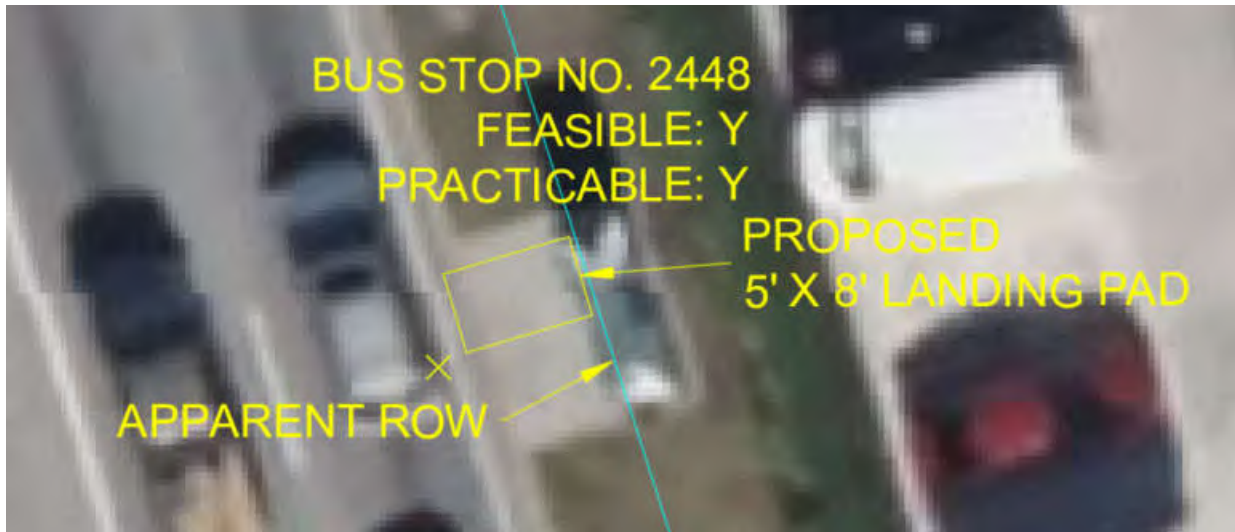 BUS STOP NO. 2448
FEASIBLE: Y
PRACTICABLE: Y
PROPOSED
5' X 8' LANDING PAD
APPARENT ROW